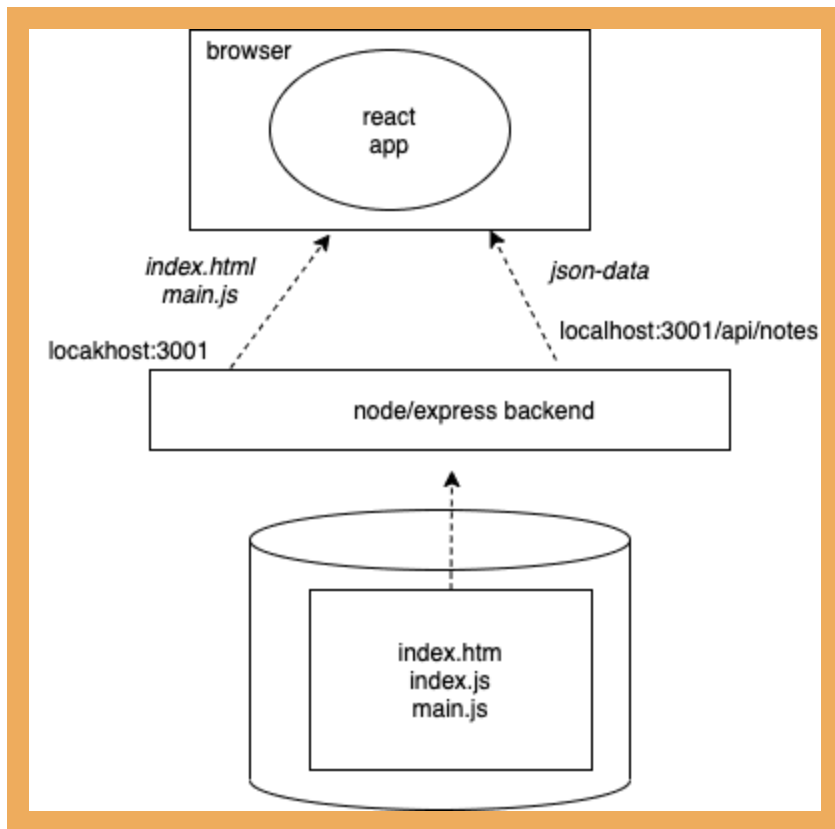 browser
react
app
index.html
main.js
json-data
locakhost:3001
localhost:3001/api/notes
node/express backend
index.htm
index.js
main.js